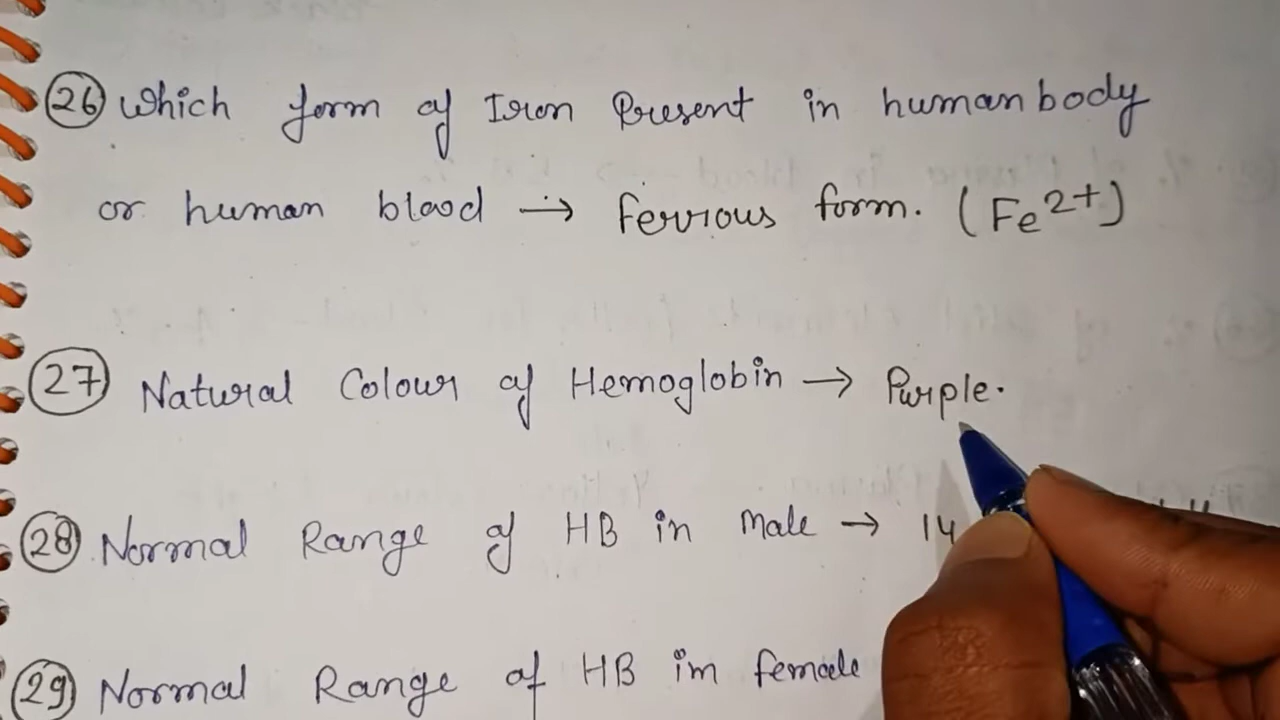 26 Which form of Iron Present in human body
or human blood → ferrious form. (Fe2+)
27 Natural Colour of Hemoglobin → Purple.
28 Normal Range of HB in male → 14
29 Normal Range of HB in female